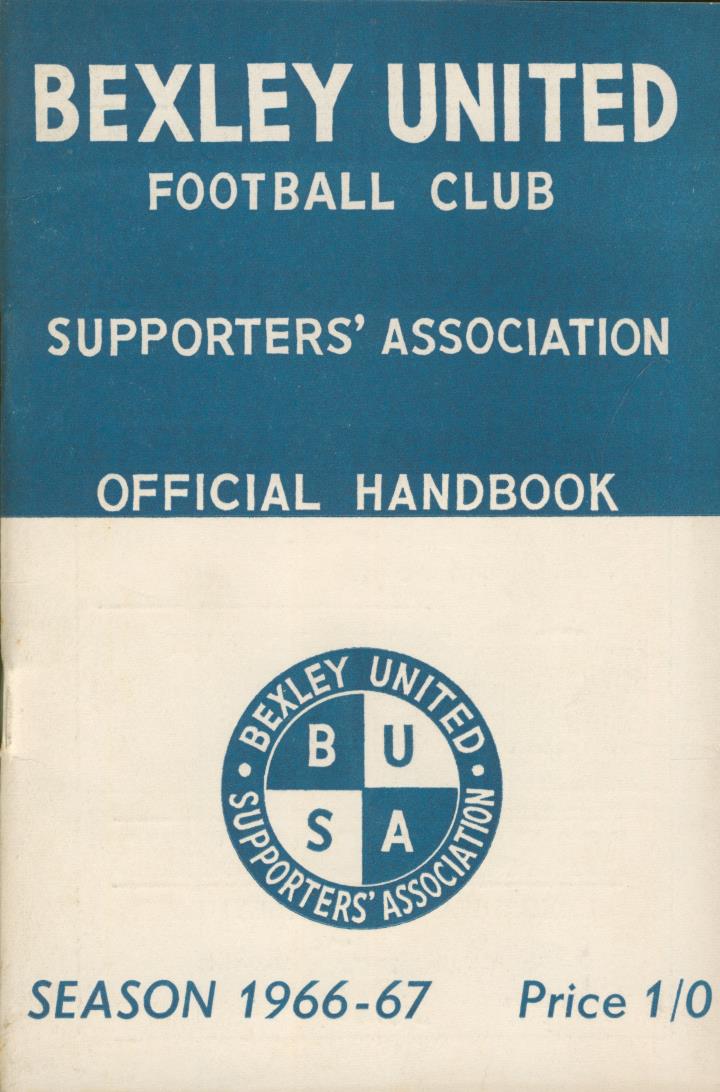 BEXLEY UNITED
FOOTBALL CLUB
SUPPORTERS' ASSOCIATION
OFFICIAL HANDBOOK
BEXLEY UNITED
B U
S A
SUPPORTERS' ASSOCIATION
SEASON 1966-67 Price 1/0